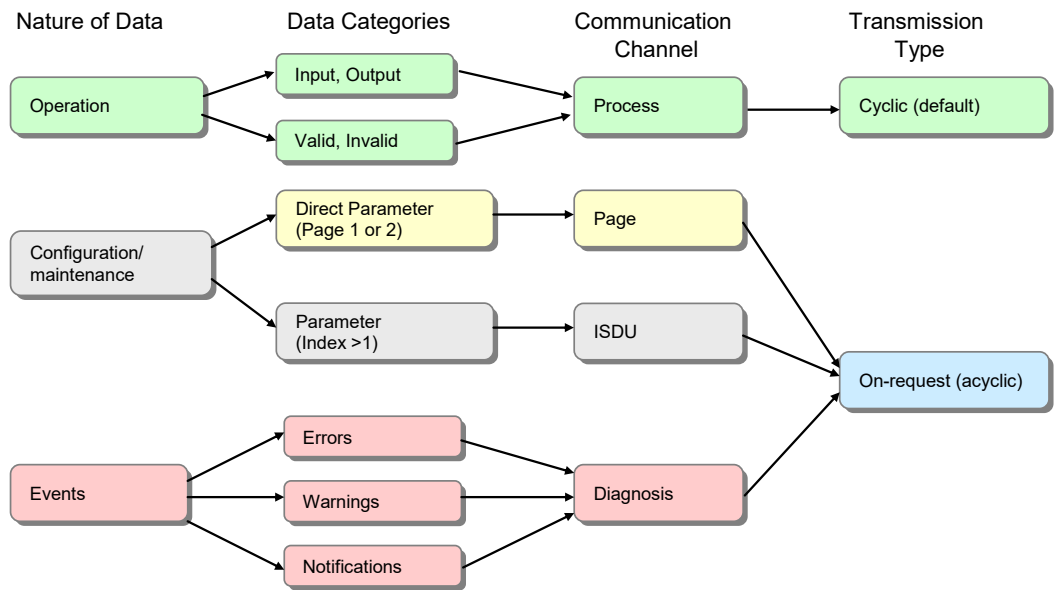 Nature of Data
Data Categories
Communication
Channel
Transmission
Type
Operation
Input, Output
Valid, Invalid
Process
Cyclic (default)
Configuration/
maintenance
Direct Parameter
(Page 1 or 2)
Page
Parameter
(Index >1)
ISDU
On-request (acyclic)
Events
Errors
Warnings
Notifications
Diagnosis